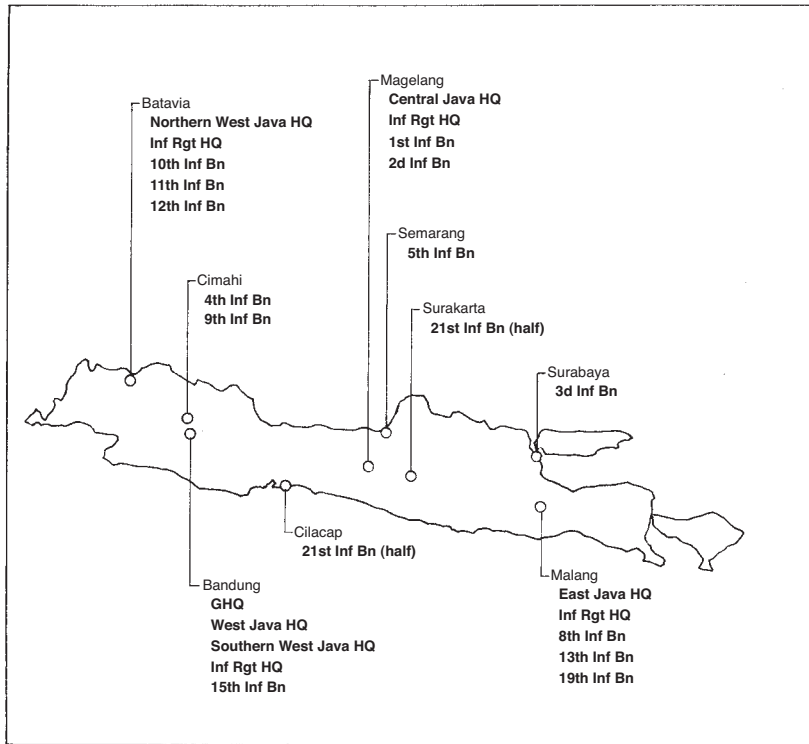 Magelang
Central Java HQ
Inf Rgt HQ
1st Inf Bn
2d Inf Bn
Batavia
Northern West Java HQ
Inf Rgt HQ
10th Inf Bn
11th Inf Bn
12th Inf Bn
Semarang
5th Inf Bn
Cimahi
4th Inf Bn
9th Inf Bn
Surakarta
21st Inf Bn (half)
Surabaya
3d Inf Bn
Cilacap
21st Inf Bn (half)
Bandung
GHQ
West Java HQ
Southern West Java HQ
Inf Rgt HQ
15th Inf Bn
Malang
East Java HQ
Inf Rgt HQ
8th Inf Bn
13th Inf Bn
19th Inf Bn